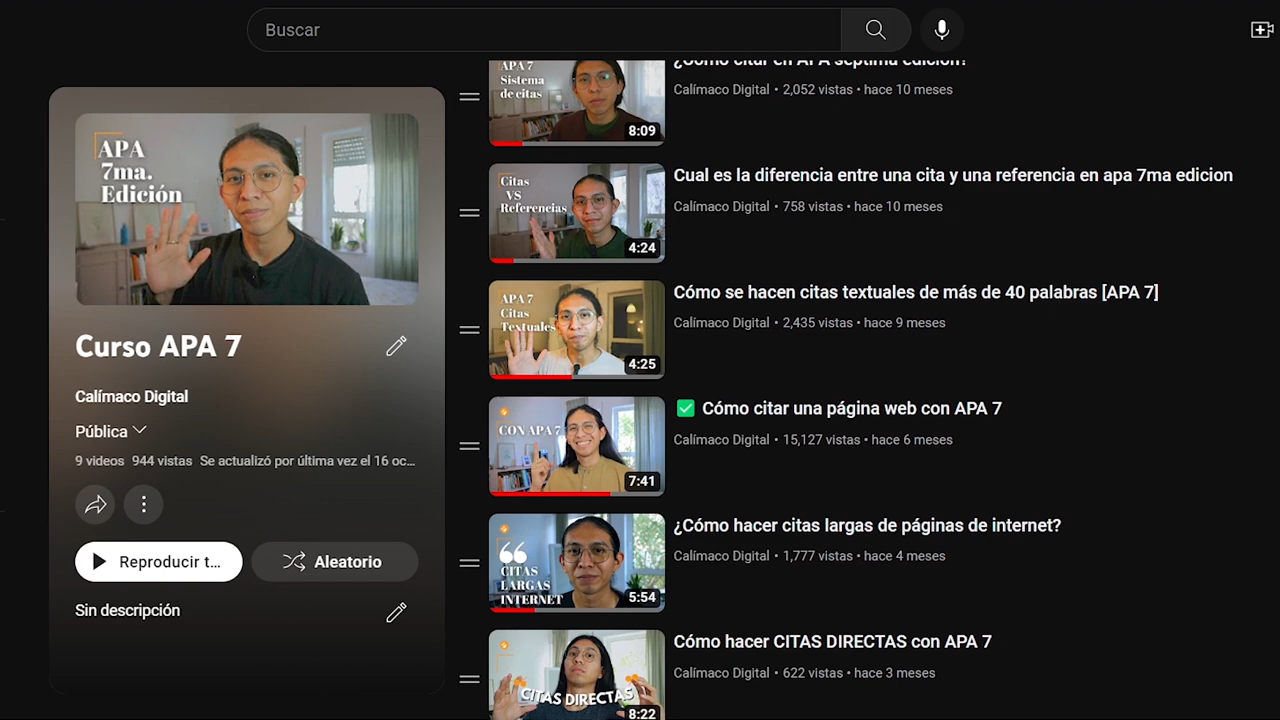 Buscar
APA
7ma.
Edición
Curso APA 7
Calímaco Digital
Pública
9 videos 944 vistas Se actualizó por última vez el 16 oc...
Reproducir t...
Aleatorio
Sin descripción
APA 7
Sistema
de citas
8:09
¿Cómo citar en APA séptima edición?
Calímaco Digital • 2,052 vistas • hace 10 meses
Citas
VS
Referencias
4:24
Cual es la diferencia entre una cita y una referencia en apa 7ma edicion
Calímaco Digital • 758 vistas • hace 10 meses
APA 7
Citas
Textuales
4:25
Cómo se hacen citas textuales de más de 40 palabras [APA 7]
Calímaco Digital • 2,435 vistas • hace 9 meses
CON APA 7
7:41
✅ Cómo citar una página web con APA 7
Calímaco Digital • 15,127 vistas • hace 6 meses
CITAS
LARGAS
INTERNET
5:54
¿Cómo hacer citas largas de páginas de internet?
Calímaco Digital • 1,777 vistas • hace 4 meses
CITAS DIRECTAS
8:22
Cómo hacer CITAS DIRECTAS con APA 7
Calímaco Digital • 622 vistas • hace 3 meses